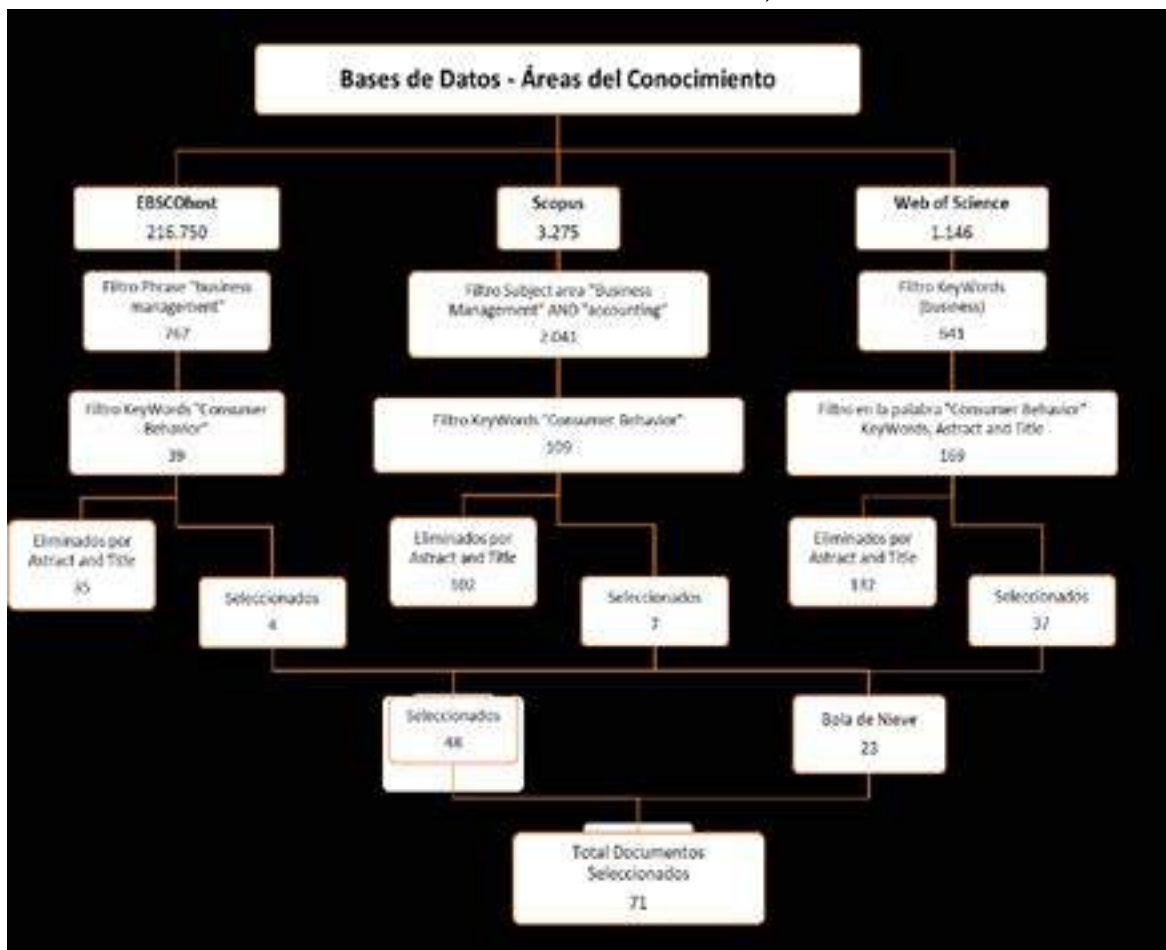 Bases de Datos - Áreas del Conocimiento
EBSCOhost
216.750
Scopus
3.275
Web of Science
1.146
Filtro Phrase "business
management"
767
Filtro Subject area "Business
Management" AND "accounting"
2.041
Filtro KeyWords
(business)
641
Filtro KeyWords "Consumer
Behavior"
39
Filtro KeyWords "Consumer Behavior"
109
Filtro en la palabra "Consumer Behavior"
KeyWords, Astract and Title
169
Eliminados por
Astract and Title
35
Seleccionados
4
Eliminados por
Astract and Title
102
Seleccionados
7
Eliminados por
Astract and Title
132
Seleccionados
37
Seleccionados
48
Bola de Nieve
23
Total Documentos
Seleccionados
71